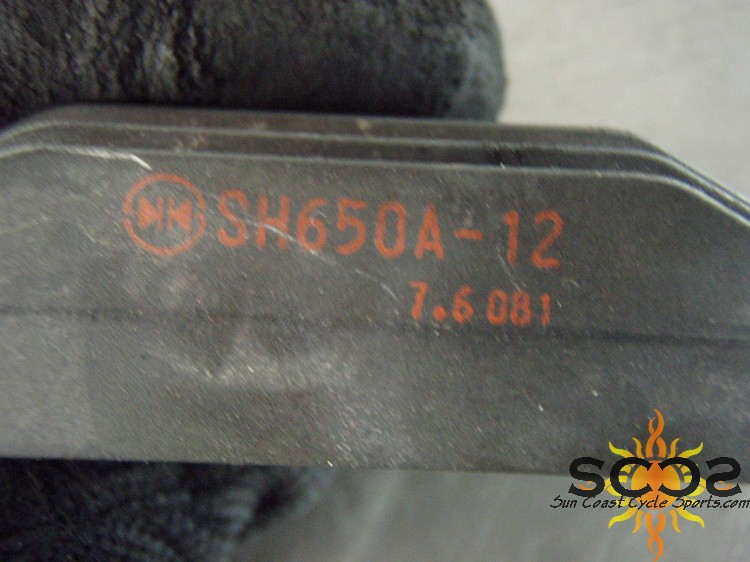 SH650A-12
7.6 081
SCCS
Sun Coast Cycle Sports.com